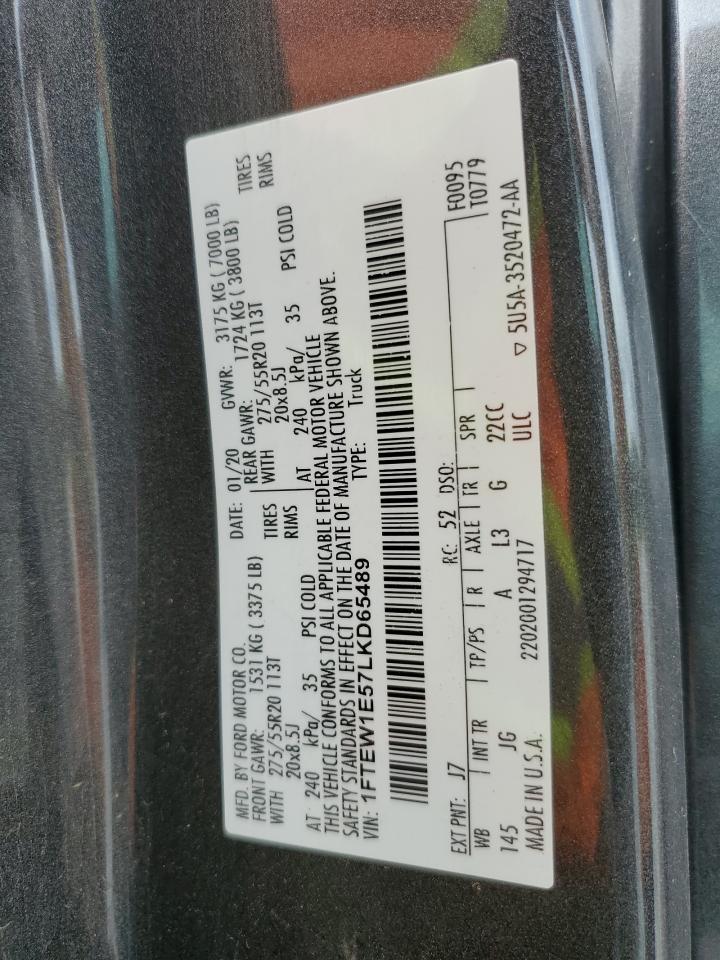 MFD. BY FORD MOTOR CO.
DATE: 01/20 GVWR: 3175 KG ( 7000 LB)
FRONT GAWR: 1531 KG ( 3375 LB) REAR GAWR: 1724 KG ( 3800 LB)
WITH 275/55R20 113T TIRES WITH 275/55R20 113T TIRES
20x8.5J RIMS 20x8.5J RIMS
AT 240 kPa/ 35 PSI COLD AT 240 kPa/ 35 PSI COLD
THIS VEHICLE CONFORMS TO ALL APPLICABLE FEDERAL MOTOR VEHICLE
SAFETY STANDARDS IN EFFECT ON THE DATE OF MANUFACTURE SHOWN ABOVE.
VIN: 1FTEW1E57LKD65489 TYPE: Truck
EXT PNT: J7 RC: 52 DSO: F0095
WB INT TR TP/PS R AXLE TR SPR T0779
145 JG A L3 G 22CC
2202001294717 ULC
MADE IN U.S.A. ▽ 5U5A-3520472-AA